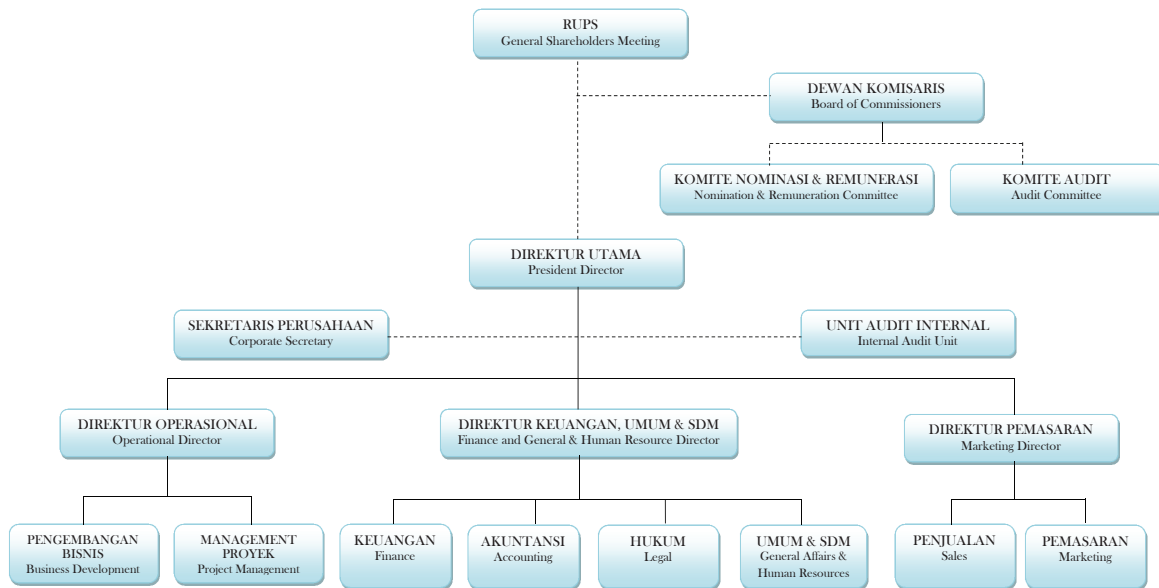 RUPS
General Shareholders Meeting
DEWAN KOMISARIS
Board of Commissioners
KOMITE NOMINASI & REMUNERASI
Nomination & Remuneration Committee
KOMITE AUDIT
Audit Committee
DIREKTUR UTAMA
President Director
SEKRETARIS PERUSAHAAN
Corporate Secretary
UNIT AUDIT INTERNAL
Internal Audit Unit
DIREKTUR OPERASIONAL
Operational Director
DIREKTUR KEUANGAN, UMUM & SDM
Finance and General & Human Resource Director
DIREKTUR PEMASARAN
Marketing Director
PENGEMBANGAN
BISNIS
Business Development
MANAGEMENT
PROYEK
Project Management
KEUANGAN
Finance
AKUNTANSI
Accounting
HUKUM
Legal
UMUM & SDM
General Affairs &
Human Resources
PENJUALAN
Sales
PEMASARAN
Marketing